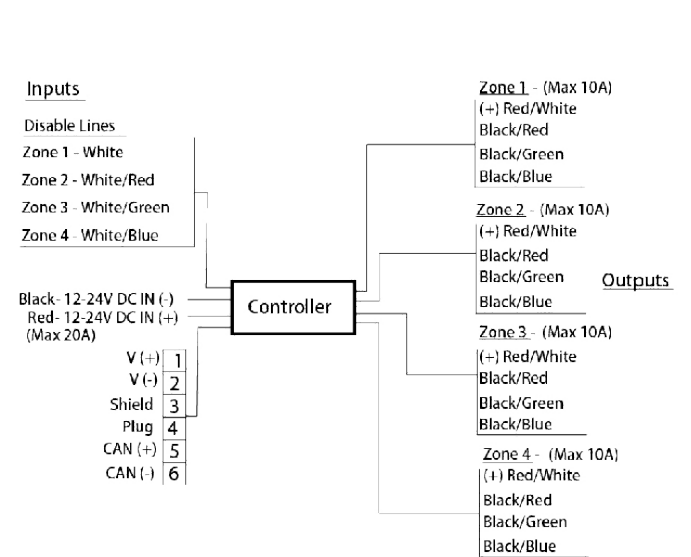 Inputs
Disable Lines
Zone 1 - White
Zone 2 - White/Red
Zone 3 - White/Green
Zone 4 - White/Blue
Black- 12-24V DC IN (-)
Red- 12-24V DC IN (+)
(Max 20A)
V (+) 1
V (-) 2
Shield 3
Plug 4
CAN (+) 5
CAN (-) 6
Controller
Zone 1 - (Max 10A)
(+) Red/White
Black/Red
Black/Green
Black/Blue
Zone 2 - (Max 10A)
(+) Red/White
Black/Red
Black/Green
Black/Blue
Outputs
Zone 3 - (Max 10A)
(+) Red/White
Black/Red
Black/Green
Black/Blue
Zone 4 - (Max 10A)
(+) Red/White
Black/Red
Black/Green
Black/Blue